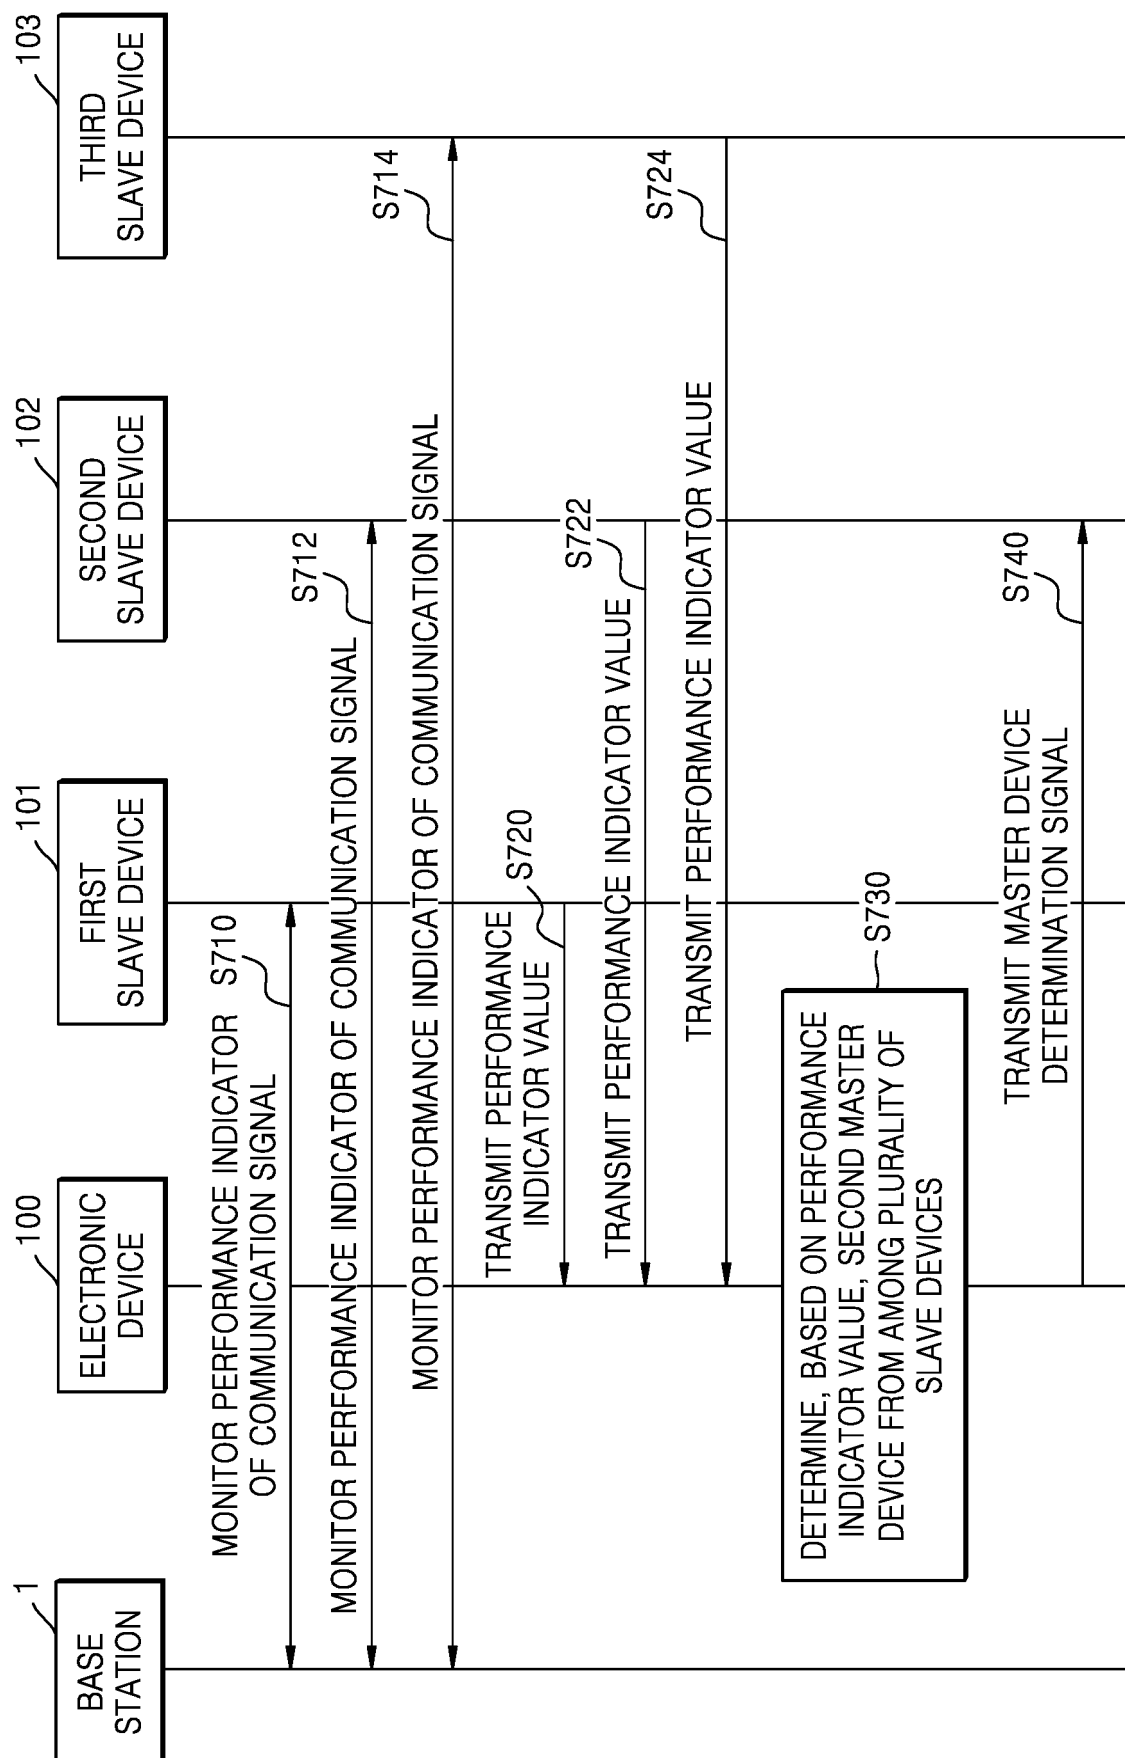 1
BASE
STATION
100
ELECTRONIC
DEVICE
101
FIRST
SLAVE DEVICE
102
SECOND
SLAVE DEVICE
103
THIRD
SLAVE DEVICE
MONITOR PERFORMANCE INDICATOR
OF COMMUNICATION SIGNAL
S710
MONITOR PERFORMANCE INDICATOR OF COMMUNICATION SIGNAL
S712
MONITOR PERFORMANCE INDICATOR OF COMMUNICATION SIGNAL
S714
TRANSMIT PERFORMANCE
INDICATOR VALUE
S720
TRANSMIT PERFORMANCE INDICATOR VALUE
S722
TRANSMIT PERFORMANCE INDICATOR VALUE
S724
DETERMINE, BASED ON PERFORMANCE
INDICATOR VALUE, SECOND MASTER
DEVICE FROM AMONG PLURALITY OF
SLAVE DEVICES
S730
TRANSMIT MASTER DEVICE
DETERMINATION SIGNAL
S740